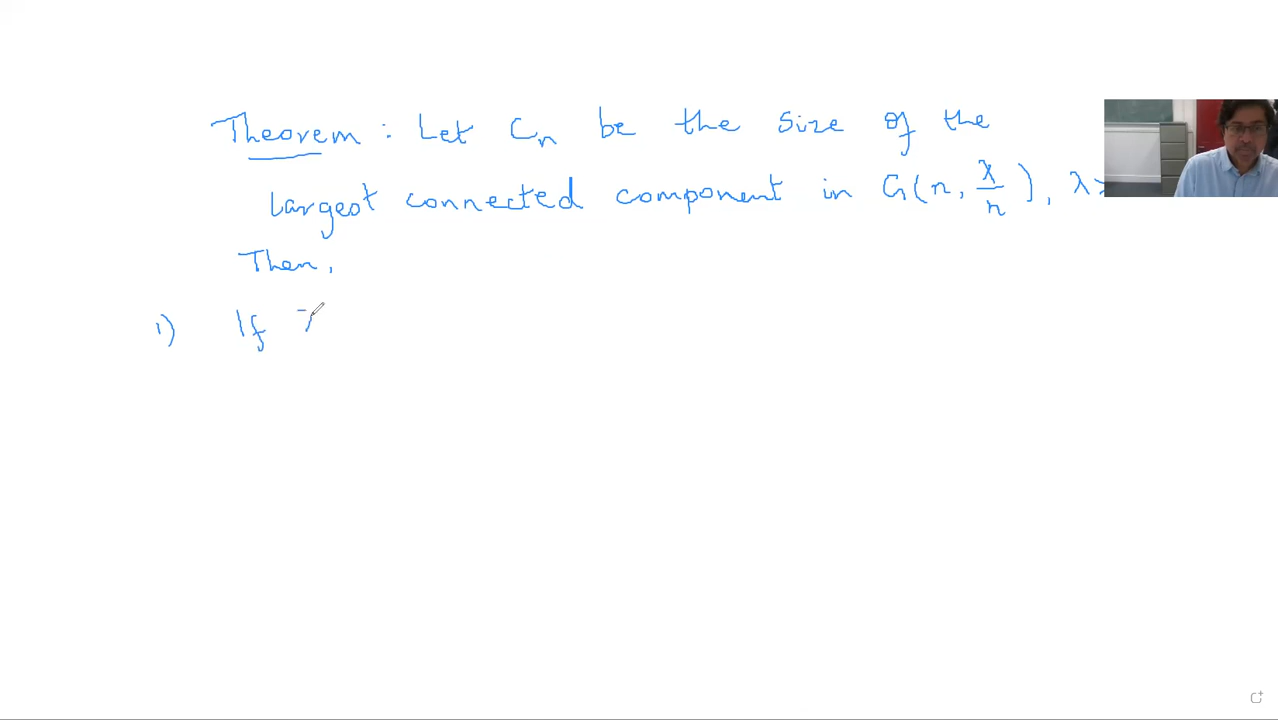 Theorem : Let Cn be the size of the
largest connected component in G(n, λ/n), λ>
Then,
1) If